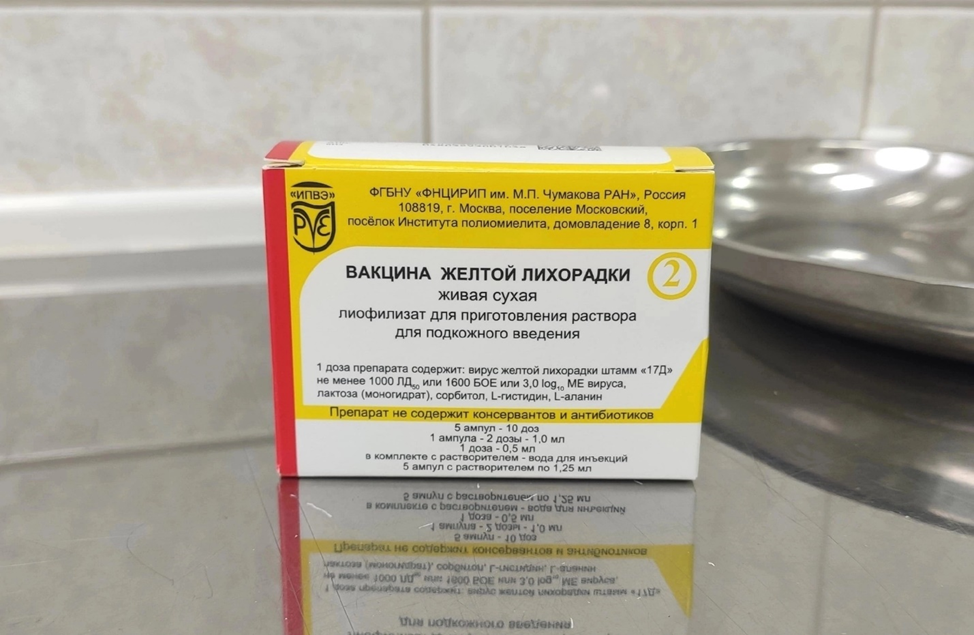 «ИПВЭ»
РVЄ
ФГБНУ «ФНЦИРИП им. М.П. Чумакова РАН», Россия
108819, г. Москва, поселение Московский,
посёлок Института полиомиелита, домовладение 8, корп. 1
ВАКЦИНА ЖЕЛТОЙ ЛИХОРАДКИ
2
живая сухая
лиофилизат для приготовления раствора
для подкожного введения
1 доза препарата содержит: вирус желтой лихорадки штамм «17Д»
не менее 1000 ЛД₅₀ или 1600 БОЕ или 3,0 log₁₀ МЕ вируса,
лактоза (моногидрат), сорбитол, L-гистидин, L-аланин
Препарат не содержит консервантов и антибиотиков
5 ампул - 10 доз
1 ампула - 2 дозы - 1,0 мл
1 доза - 0,5 мл
в комплекте с растворителем - вода для инъекций
5 ампул с растворителем по 1,25 мл